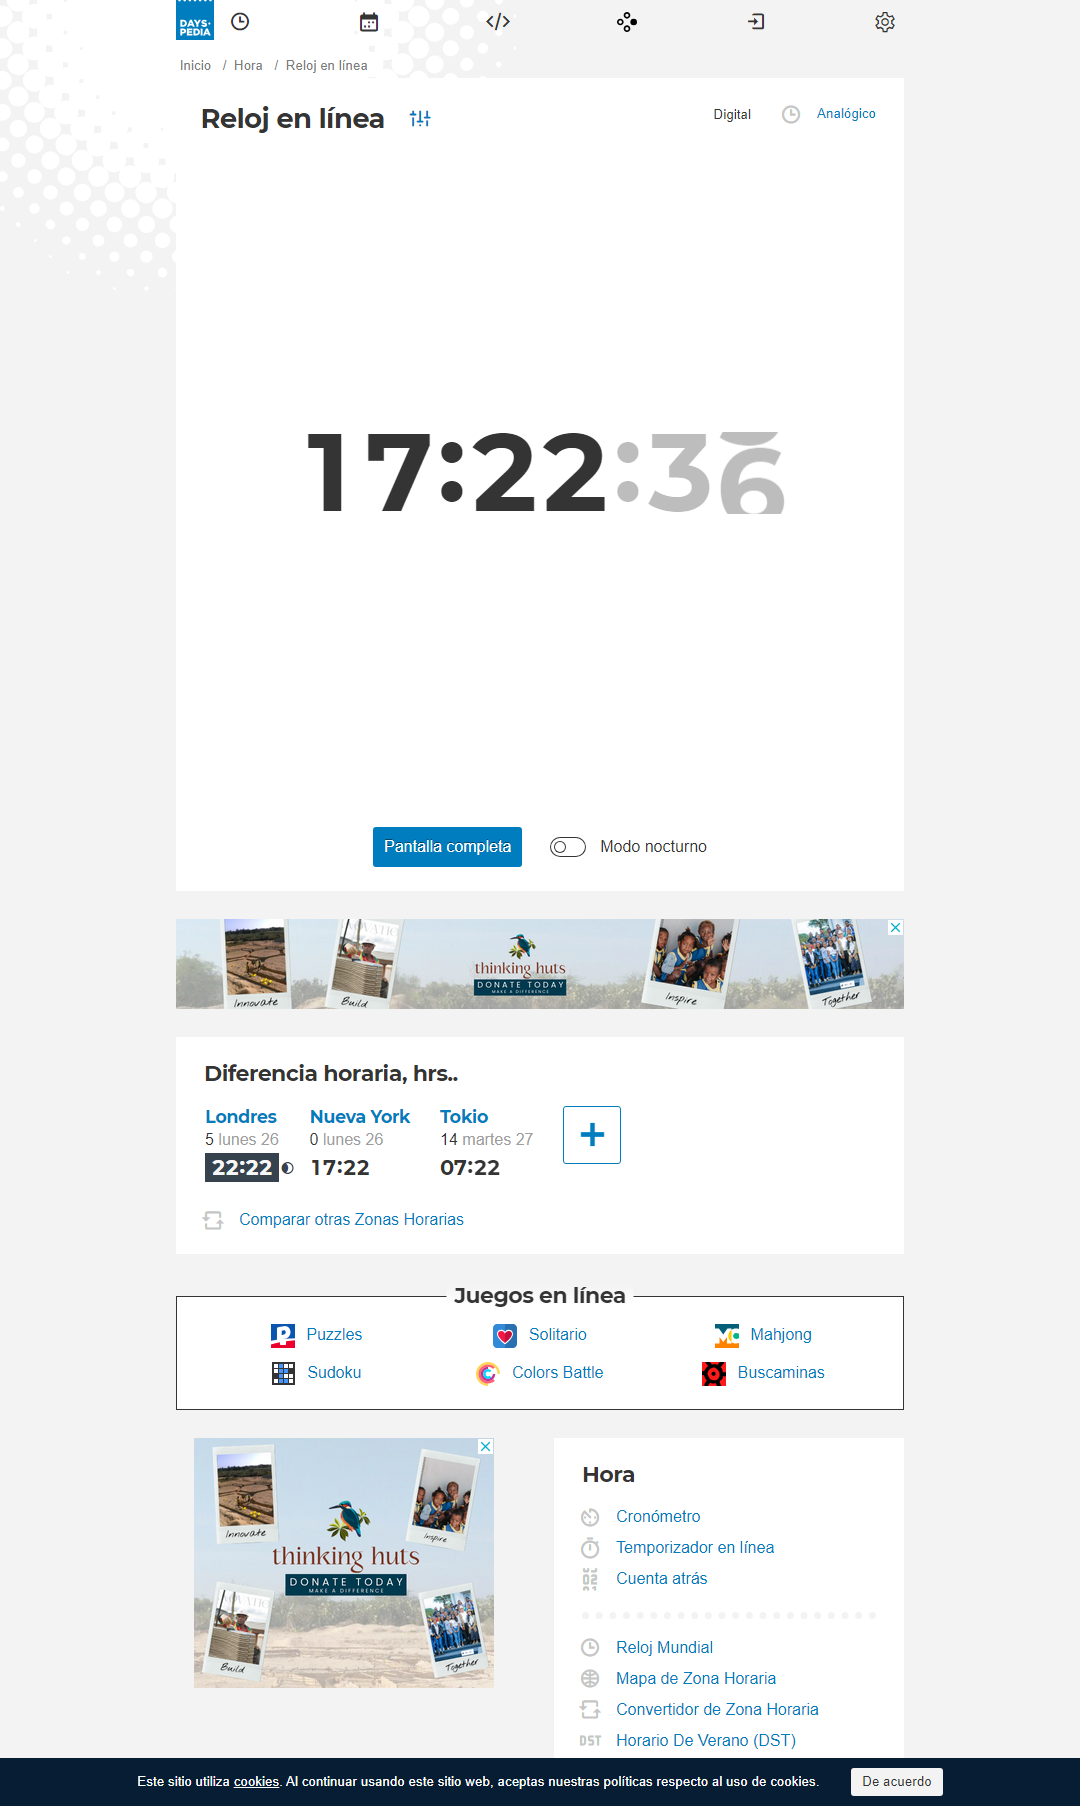 DAYS·
PEDIA
Inicio / Hora / Reloj en línea
Reloj en línea
Digital
Analógico
17:22:36
Pantalla completa
Modo nocturno
Innovate
Build
thinking huts
DONATE TODAY
MAKE A DIFFERENCE
Inspire
Together
Diferencia horaria, hrs..
Londres
5 lunes 26
22:22
Nueva York
0 lunes 26
17:22
Tokio
14 martes 27
07:22
Comparar otras Zonas Horarias
Juegos en línea
Puzzles
Solitario
Mahjong
Sudoku
Colors Battle
Buscaminas
Innovate
Inspire
thinking huts
DONATE TODAY
MAKE A DIFFERENCE
Build
Together
Hora
Cronómetro
Temporizador en línea
02
Cuenta atrás
Reloj Mundial
Mapa de Zona Horaria
Convertidor de Zona Horaria
DST
Horario De Verano (DST)
Este sitio utiliza cookies. Al continuar usando este sitio web, aceptas nuestras políticas respecto al uso de cookies.
De acuerdo